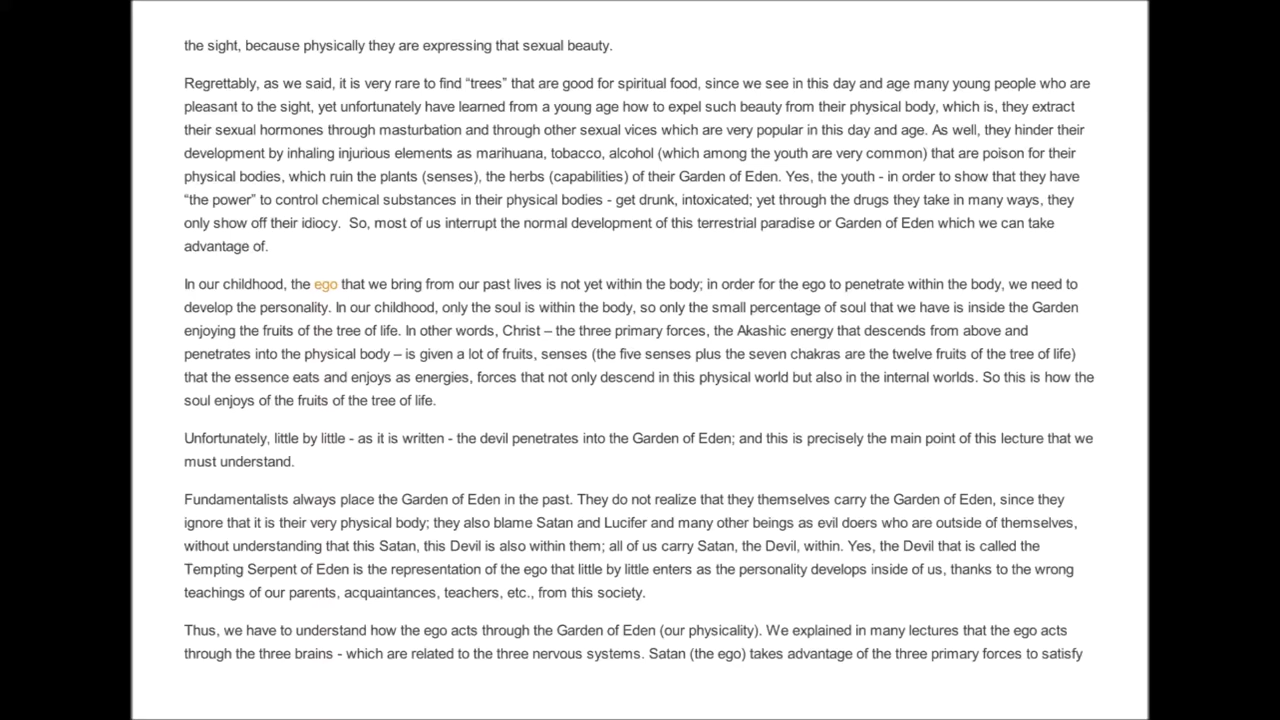 the sight, because physically they are expressing that sexual beauty.
Regrettably, as we said, it is very rare to find “trees” that are good for spiritual food, since we see in this day and age many young people who are
pleasant to the sight, yet unfortunately have learned from a young age how to expel such beauty from their physical body, which is, they extract
their sexual hormones through masturbation and through other sexual vices which are very popular in this day and age. As well, they hinder their
development by inhaling injurious elements as marihuana, tobacco, alcohol (which among the youth are very common) that are poison for their
physical bodies, which ruin the plants (senses), the herbs (capabilities) of their Garden of Eden. Yes, the youth - in order to show that they have
“the power” to control chemical substances in their physical bodies - get drunk, intoxicated; yet through the drugs they take in many ways, they
only show off their idiocy.  So, most of us interrupt the normal development of this terrestrial paradise or Garden of Eden which we can take
advantage of.
In our childhood, the ego that we bring from our past lives is not yet within the body; in order for the ego to penetrate within the body, we need to
develop the personality. In our childhood, only the soul is within the body, so only the small percentage of soul that we have is inside the Garden
enjoying the fruits of the tree of life. In other words, Christ – the three primary forces, the Akashic energy that descends from above and
penetrates into the physical body – is given a lot of fruits, senses (the five senses plus the seven chakras are the twelve fruits of the tree of life)
that the essence eats and enjoys as energies, forces that not only descend in this physical world but also in the internal worlds. So this is how the
soul enjoys of the fruits of the tree of life.
Unfortunately, little by little - as it is written - the devil penetrates into the Garden of Eden; and this is precisely the main point of this lecture that we
must understand.
Fundamentalists always place the Garden of Eden in the past. They do not realize that they themselves carry the Garden of Eden, since they
ignore that it is their very physical body; they also blame Satan and Lucifer and many other beings as evil doers who are outside of themselves,
without understanding that this Satan, this Devil is also within them; all of us carry Satan, the Devil, within. Yes, the Devil that is called the
Tempting Serpent of Eden is the representation of the ego that little by little enters as the personality develops inside of us, thanks to the wrong
teachings of our parents, acquaintances, teachers, etc., from this society.
Thus, we have to understand how the ego acts through the Garden of Eden (our physicality). We explained in many lectures that the ego acts
through the three brains - which are related to the three nervous systems. Satan (the ego) takes advantage of the three primary forces to satisfy